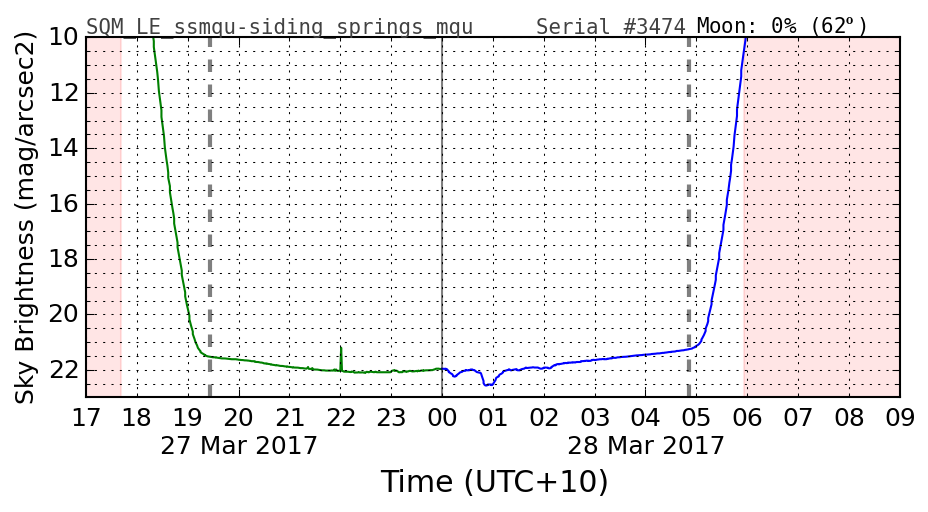 SQM_LE_ssmqu-siding_springs_mqu Serial #3474 Moon: 0% (62º)
Sky Brightness (mag/arcsec2)
10
12
14
16
18
20
22
17 18 19 20 21 22 23 00 01 02 03 04 05 06 07 08 09
27 Mar 2017 28 Mar 2017
Time (UTC+10)